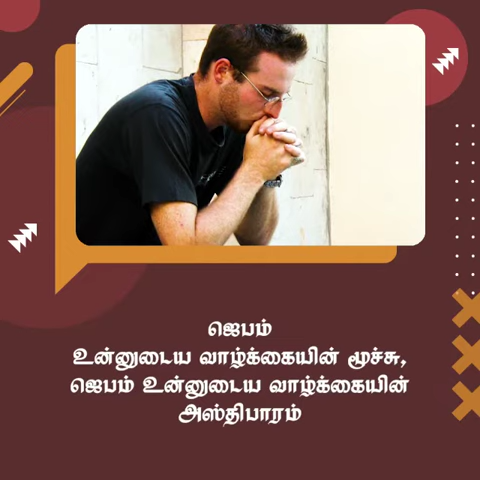 ஜெபம்
உன்னுடைய வாழ்க்கையின் மூச்சு,
ஜெபம் உன்னுடைய வாழ்க்கையின்
அஸ்திபாரம்